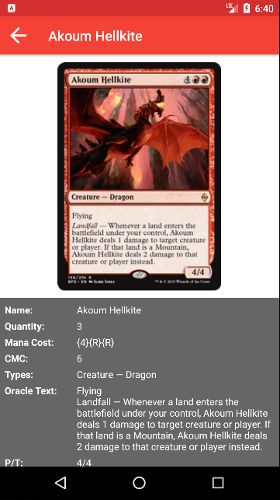 LTE 6:40
Akoum Hellkite
Akoum Hellkite 4
Creature — Dragon
Flying
Landfall — Whenever a land enters the
battlefield under your control, Akoum
Hellkite deals 1 damage to target creature
or player. If that land is a Mountain,
Akoum Hellkite deals 2 damage to that
creature or player instead.
4/4
Name: Akoum Hellkite
Quantity: 3
Mana Cost: {4}{R}{R}
CMC: 6
Types: Creature — Dragon
Oracle Text: Flying
Landfall — Whenever a land enters the
battlefield under your control, Akoum Hellkite
deals 1 damage to target creature or player. If
that land is a Mountain, Akoum Hellkite deals
2 damage to that creature or player instead.
P/T: 4/4